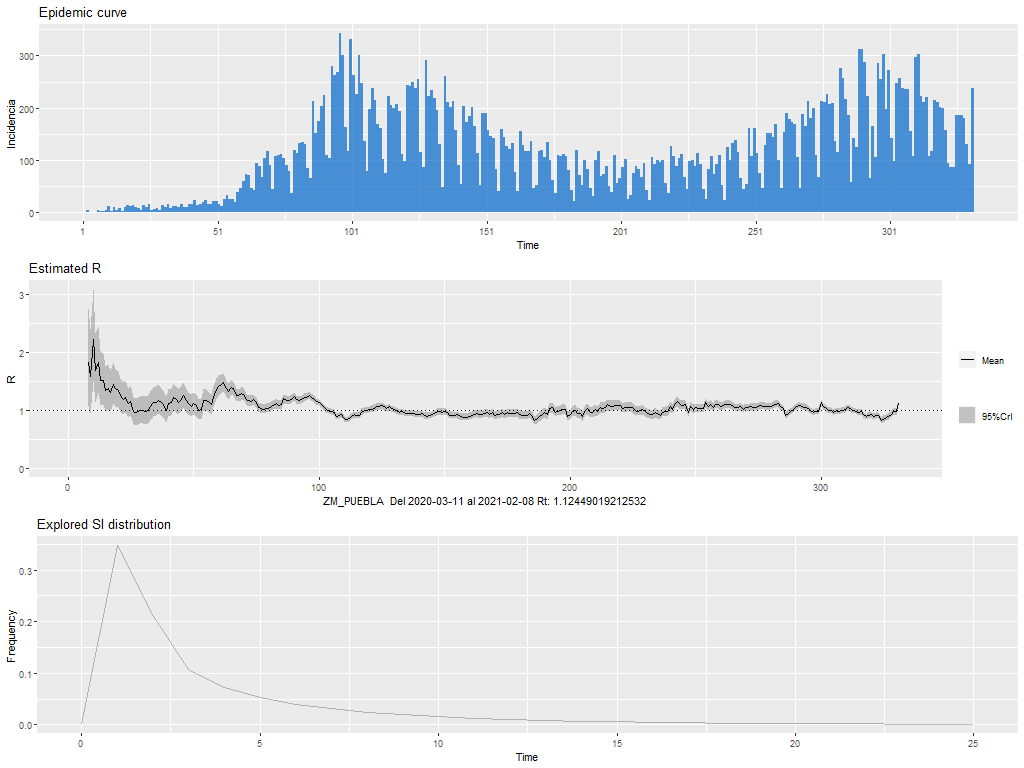 Epidemic curve
Incidencia
300
200
100
0
1 51 101 151 201 251 301
Time
Estimated R
R
3
2
1
0
Mean
95%CrI
0 100 200 300
ZM_PUEBLA Del 2020-03-11 al 2021-02-08 Rt: 1.12449019212532
Explored SI distribution
Frequency
0.3
0.2
0.1
0.0
0 5 10 15 20 25
Time